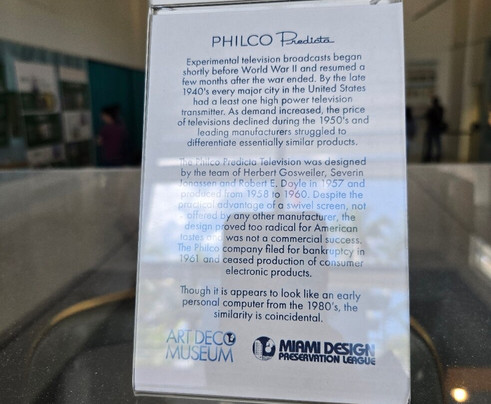 PHILCO Predicta
Experimental television broadcasts began
shortly before World War II and resumed a
few months after the war ended. By the late
1940's every major city in the United States
had a least one high power television
transmitter. As demand increased, the price
of televisions declined during the 1950's and
leading manufacturers struggled to
differentiate essentially similar products.
The Philco Predicta Television was designed
by the team of Herbert Gosweiler, Severin
Jonassen and Robert E. Doyle in 1957 and
produced from 1958 to 1960. Despite the
practical advantage of a swivel screen, not
offered by any other manufacturer, the
design proved too radical for American
tastes and was not a commercial success.
The Philco company filed for bankruptcy in
1961 and ceased production of consumer
electronic products.
Though it is appears to look like an early
personal computer from the 1980's, the
similarity is coincidental.
ART DECO
MUSEUM
MIAMI DESIGN
PRESERVATION LEAGUE